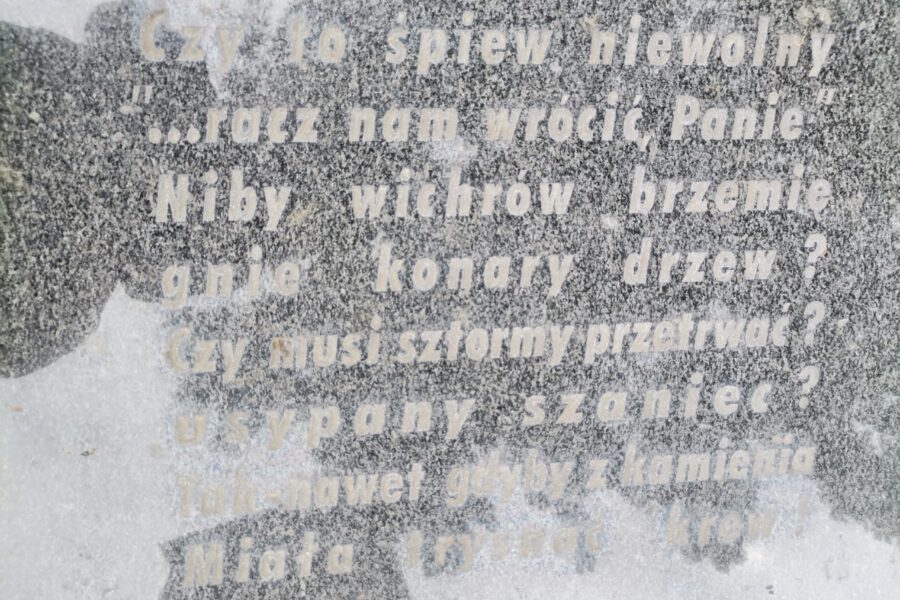 Czy to śpiew niewolny
"...racz nam wrócić, Panie"
Niby wichrów brzemię
gnie konary drzew?
Czy musi sztormy przetrwać?
usypany szaniec?
Tak-nawet gdyby z kamienia
Miała trysnąć krew!